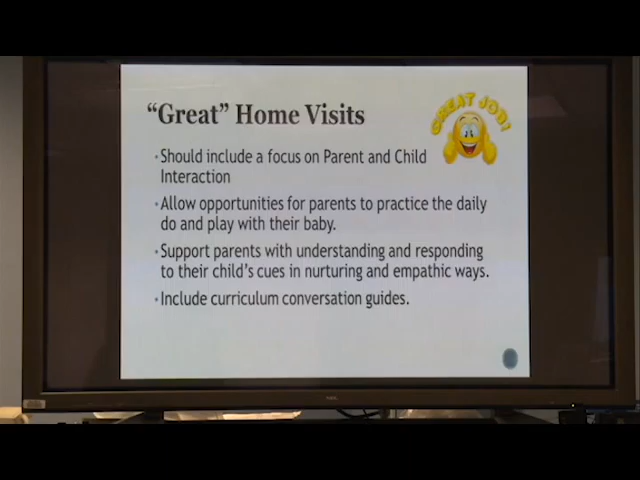 "Great" Home Visits
GREAT JOB!
Should include a focus on Parent and Child
Interaction
Allow opportunities for parents to practice the daily
do and play with their baby.
Support parents with understanding and responding
to their child's cues in nurturing and empathic ways.
Include curriculum conversation guides.
NEC